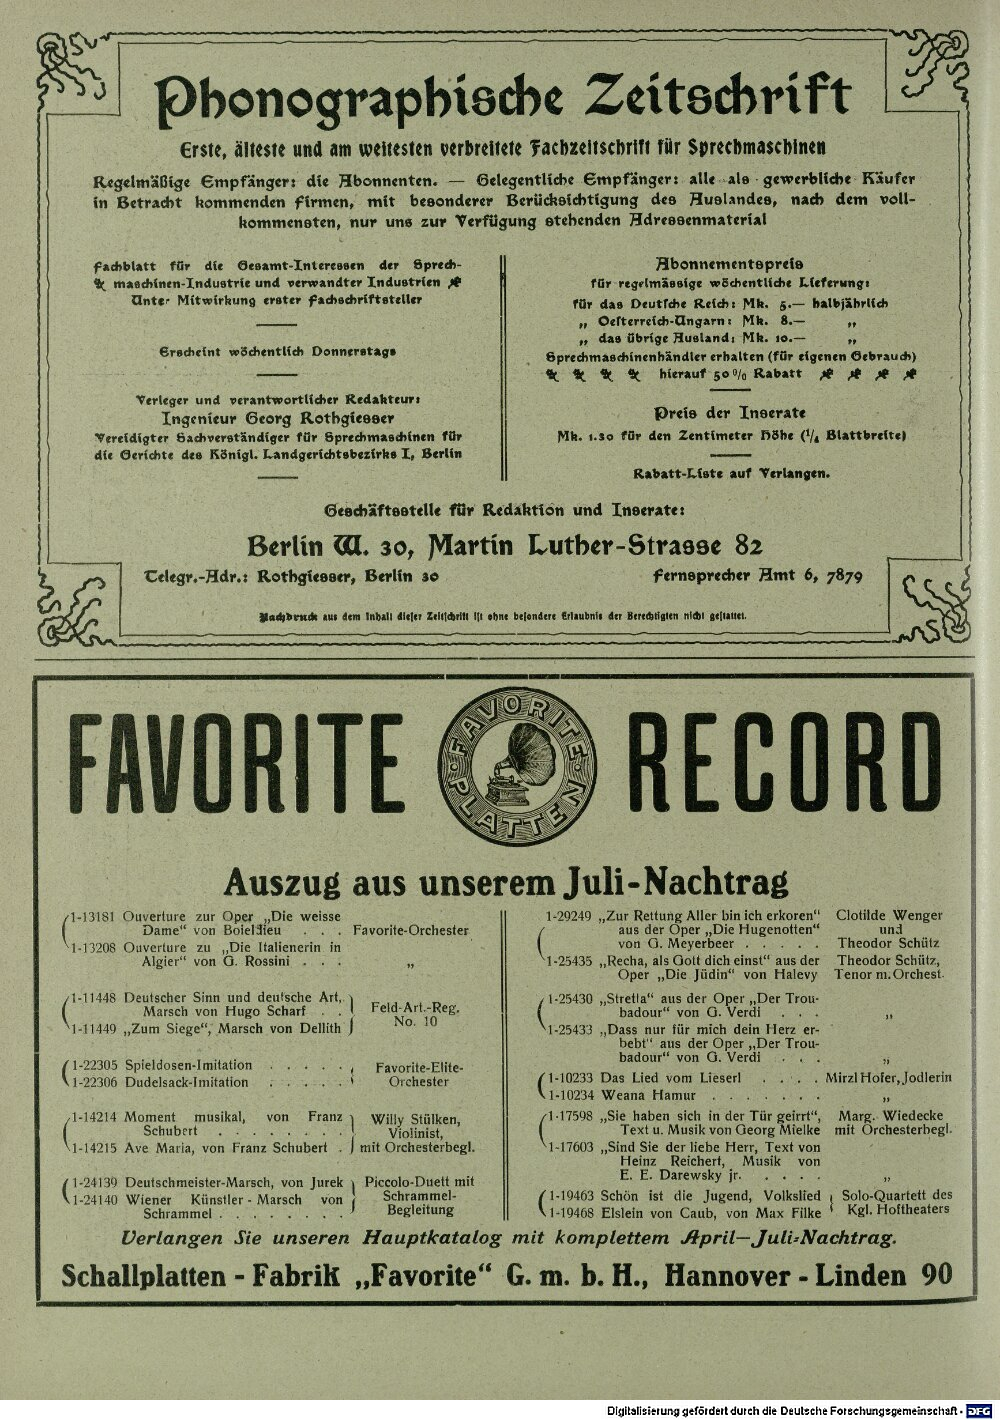 Phonographische Zeitschrift
Erste, älteste und am weitesten verbreitete Fachzeitschrift für Sprechmaschinen
Regelmäßige Empfänger: die Abonnenten. — Gelegentliche Empfänger: alle als gewerbliche Käufer
in Betracht kommenden Firmen, mit besonderer Berücksichtigung des Auslandes, nach dem voll-
kommensten, nur uns zur Verfügung stehenden Adressenmaterial
Fachblatt für die Gesamt-Interessen der Sprech-
maschinen-Industrie und verwandter Industrien
Unter Mitwirkung erster Fachschriftsteller
Erscheint wöchentlich Donnerstags
Verleger und verantwortlicher Redakteur:
Ingenieur Georg Rothgiesser
Vereidigter Sachverständiger für Sprechmaschinen für
die Gerichte des Königl. Landgerichtsbezirks I, Berlin
Abonnementspreis
für regelmässige wöchentliche Lieferung:
für das Deutsche Reich: Mk. 5.— halbjährlich
„ Oesterreich-Ungarn: Mk. 8.— „
„ das übrige Ausland: Mk. 10.— „
Sprechmaschinenhändler erhalten (für eigenen Gebrauch)
hierauf 50 % Rabatt
Preis der Inserate
Mk. 1.30 für den Zentimeter Höhe (1/4 Blattbreite)
Rabatt-Liste auf Verlangen.
Geschäftsstelle für Redaktion und Inserate:
Berlin W. 30, Martin Luther-Strasse 82
Telegr.-Adr.: Rothgiesser, Berlin 30
Fernsprecher Amt 6, 7879
Nachdruck aus dem Inhalt dieser Zeitschrift ist ohne besondere Erlaubnis der Berechtigten nicht gestattet.
FAVORITE RECORD
FAVORITE PLATTEN
Auszug aus unserem Juli-Nachtrag
1-13181 Ouverture zur Oper „Die weisse
Dame“ von Boieldieu . . . Favorite-Orchester
1-13208 Ouverture zu „Die Italienerin in
Algier“ von G. Rossini . . . „
1-11448 Deutscher Sinn und deutsche Art,
Marsch von Hugo Scharf . .
1-11449 „Zum Siege“, Marsch von Dellith
Feld-Art.-Reg.
No. 10
1-22305 Spieldosen-Imitation . . . . .
1-22306 Dudelsack-Imitation . . . . .
Favorite-Elite-
Orchester
1-14214 Moment musikal, von Franz
Schubert . . . . . . .
1-14215 Ave Maria, von Franz Schubert .
Willy Stülken,
Violinist,
mit Orchesterbegl.
1-24139 Deutschmeister-Marsch, von Jurek
1-24140 Wiener Künstler-Marsch von
Schrammel . . . . . . . .
Piccolo-Duett mit
Schrammel-
Begleitung
1-29249 „Zur Rettung Aller bin ich erkoren“
aus der Oper „Die Hugenotten“
von G. Meyerbeer . . . . .
Clotilde Wenger
und
Theodor Schütz
1-25435 „Recha, als Gott dich einst“ aus der
Oper „Die Jüdin“ von Halevy
Theodor Schütz,
Tenor m. Orchest.
1-25430 „Stretta“ aus der Oper „Der Trou-
badour“ von G. Verdi . . . „
1-25433 „Dass nur für mich dein Herz er-
bebt“ aus der Oper „Der Trou-
badour“ von G. Verdi . . . „
1-10233 Das Lied vom Lieserl . . . . Mirzl Hofer, Jodlerin
1-10234 Weana Hamur . . . . . . . „
1-17598 „Sie haben sich in der Tür geirrt“,
Text u. Musik von Georg Mielke
Marg. Wiedecke
mit Orchesterbegl.
1-17603 „Sind Sie der liebe Herr, Text von
Heinz Reichert, Musik von
E. E. Darewsky jr. . . . . „
1-19463 Schön ist die Jugend, Volkslied
1-19468 Elslein von Caub, von Max Filke
Solo-Quartett des
Kgl. Hoftheaters
Verlangen Sie unseren Hauptkatalog mit komplettem April—Juli-Nachtrag.
Schallplatten-Fabrik „Favorite“ G. m. b. H., Hannover-Linden 90
Digitalisierung gefördert durch die Deutsche Forschungsgemeinschaft - DFG